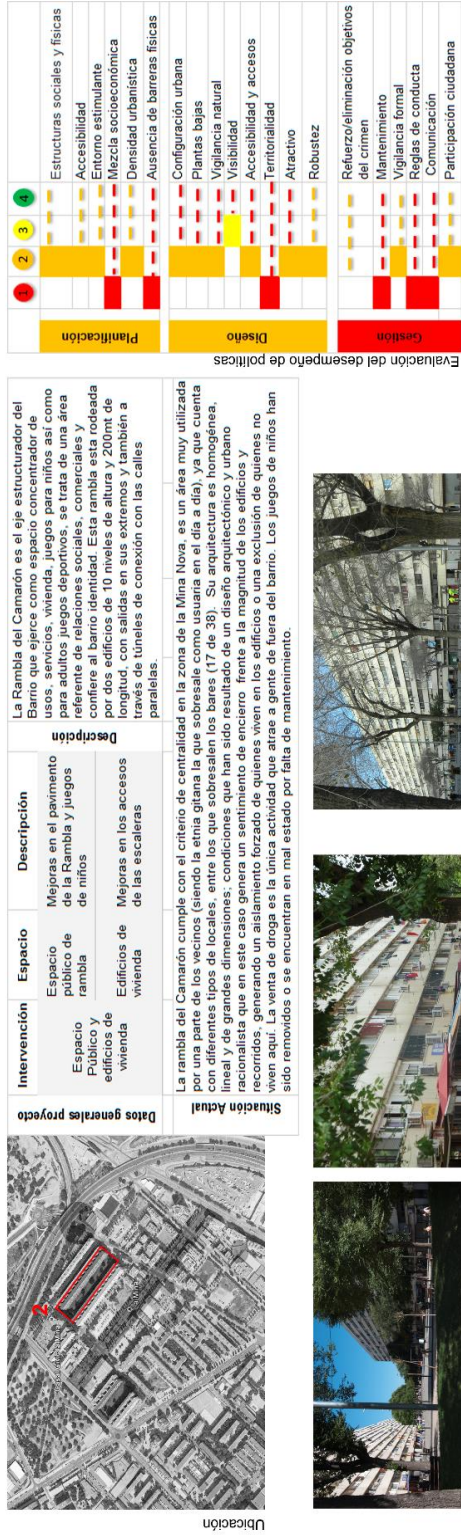 Ubicación
2
Datos generales proyecto
Intervención
Espacio
Descripción
Espacio
Público y
edificios de
vivienda
Espacio
público de
rambla
Mejoras en el pavimento
de la Rambla y juegos
de niños
Edificios de
vivienda
Mejoras en los accesos
de las escaleras
Descripción
La Rambla del Camarón es el eje estructurador del
Barrio que ejerce como espacio concentrador de
usos, servicios, vivienda, juegos para niños así como
para adultos juegos deportivos, se trata de una área
referente de relaciones sociales, comerciales y
confiere al barrio identidad. Esta rambla esta rodeada
por dos edificios de 10 niveles de altura y 200mt de
longitud, con salidas en sus extremos y también a
través de túneles de conexión con las calles
paralelas.
Situación Actual
La rambla del Camarón cumple con el criterio de centralidad en la zona de la Mina Nova, es un área muy utilizada
por una parte de los vecinos (siendo la etnia gitana la que sobresale como usuaria en el día a día), ya que cuenta
con diferentes tipos de locales, entre los que sobresalén los bares (17 de 38). Su arquitectura es homogénea,
lineal y de grandes dimensiones; condiciones que han sido resultado de un diseño arquitectónico y urbano
racionalista que en este caso genera un sentimiento de encierro frente a la magnitud de los edificios y
recorridos, generando un aislamiento forzado de quienes viven en los edificios o una exclusión de quienes no
viven aquí. La venta de droga es la única actividad que atrae a gente de fuera del barrio. Los juegos de niños han
sido removidos o se encuentran en mal estado por falta de mantenimiento.
Evaluación del desempeño de políticas
1 2 3 4
Planificación
Estructuras sociales y físicas
Accesibilidad
Entorno estimulante
Mezcla socioeconómica
Densidad urbanística
Ausencia de barreras físicas
Diseño
Configuración urbana
Plantas bajas
Vigilancia natural
Visibilidad
Accesibilidad y accesos
Territorialidad
Atractivo
Robustez
Gestión
Refuerzo/eliminación objetivos
del crimen
Mantenimiento
Vigilancia formal
Reglas de conducta
Comunicación
Participación ciudadana